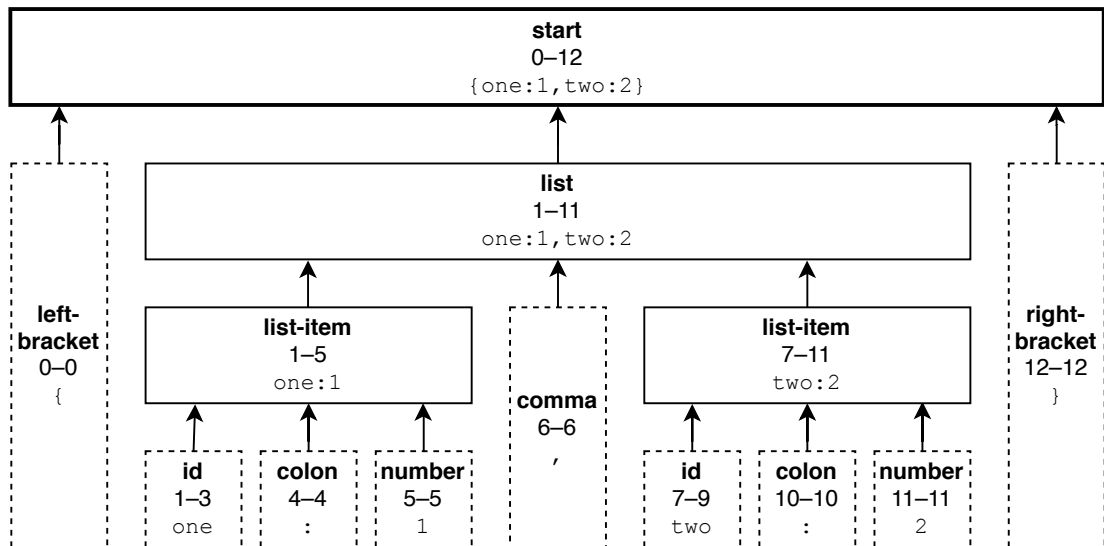 start
0–12
{one:1,two:2}
list
1–11
one:1,two:2
left-
bracket
0–0
{
list-item
1–5
one:1
comma
6–6
,
list-item
7–11
two:2
right-
bracket
12–12
}
id
1–3
one
colon
4–4
:
number
5–5
1
id
7–9
two
colon
10–10
:
number
11–11
2